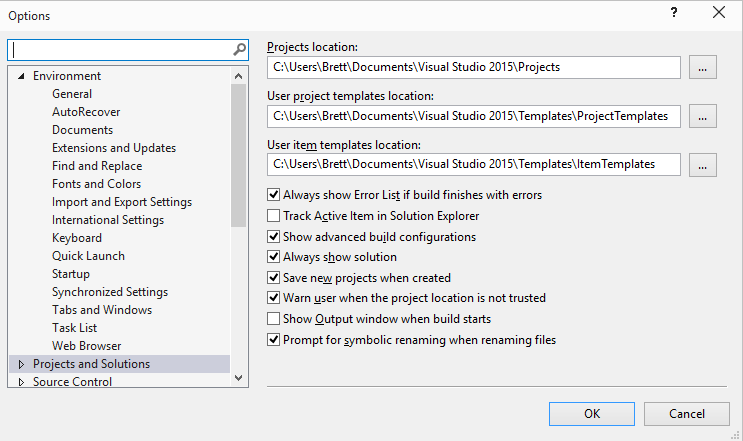 Options
?
Environment
General
AutoRecover
Documents
Extensions and Updates
Find and Replace
Fonts and Colors
Import and Export Settings
International Settings
Keyboard
Quick Launch
Startup
Synchronized Settings
Tabs and Windows
Task List
Web Browser
Projects and Solutions
Source Control
Projects location:
C:\Users\Brett\Documents\Visual Studio 2015\Projects
...
User project templates location:
C:\Users\Brett\Documents\Visual Studio 2015\Templates\ProjectTemplates
...
User item templates location:
C:\Users\Brett\Documents\Visual Studio 2015\Templates\ItemTemplates
...
Always show Error List if build finishes with errors
Track Active Item in Solution Explorer
Show advanced build configurations
Always show solution
Save new projects when created
Warn user when the project location is not trusted
Show Output window when build starts
Prompt for symbolic renaming when renaming files
OK
Cancel